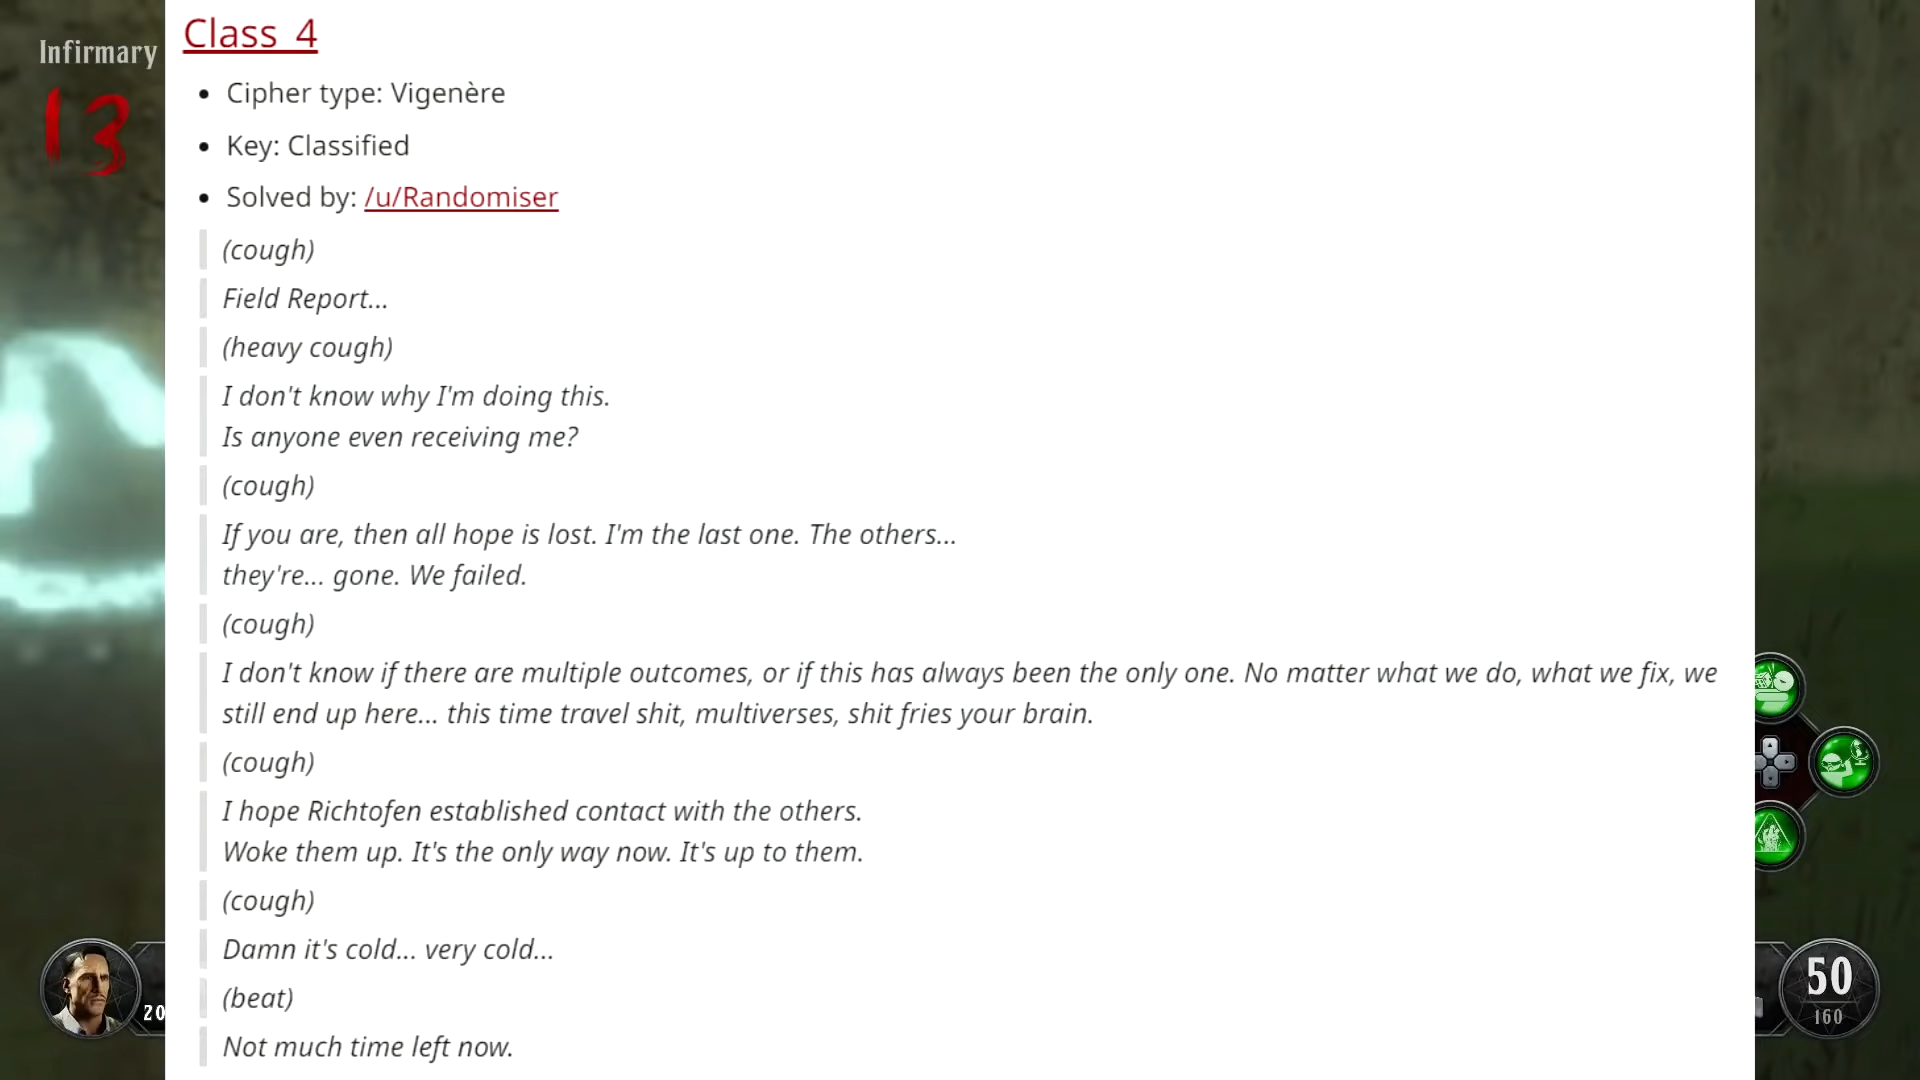 Infirmary
13
Class 4
Cipher type: Vigenère
Key: Classified
Solved by: /u/Randomiser
(cough)
Field Report...
(heavy cough)
I don't know why I'm doing this.
Is anyone even receiving me?
(cough)
If you are, then all hope is lost. I'm the last one. The others...
they're... gone. We failed.
(cough)
I don't know if there are multiple outcomes, or if this has always been the only one. No matter what we do, what we fix, we
still end up here... this time travel shit, multiverses, shit fries your brain.
(cough)
I hope Richtofen established contact with the others.
Woke them up. It's the only way now. It's up to them.
(cough)
Damn it's cold... very cold...
(beat)
Not much time left now.
20
50
160